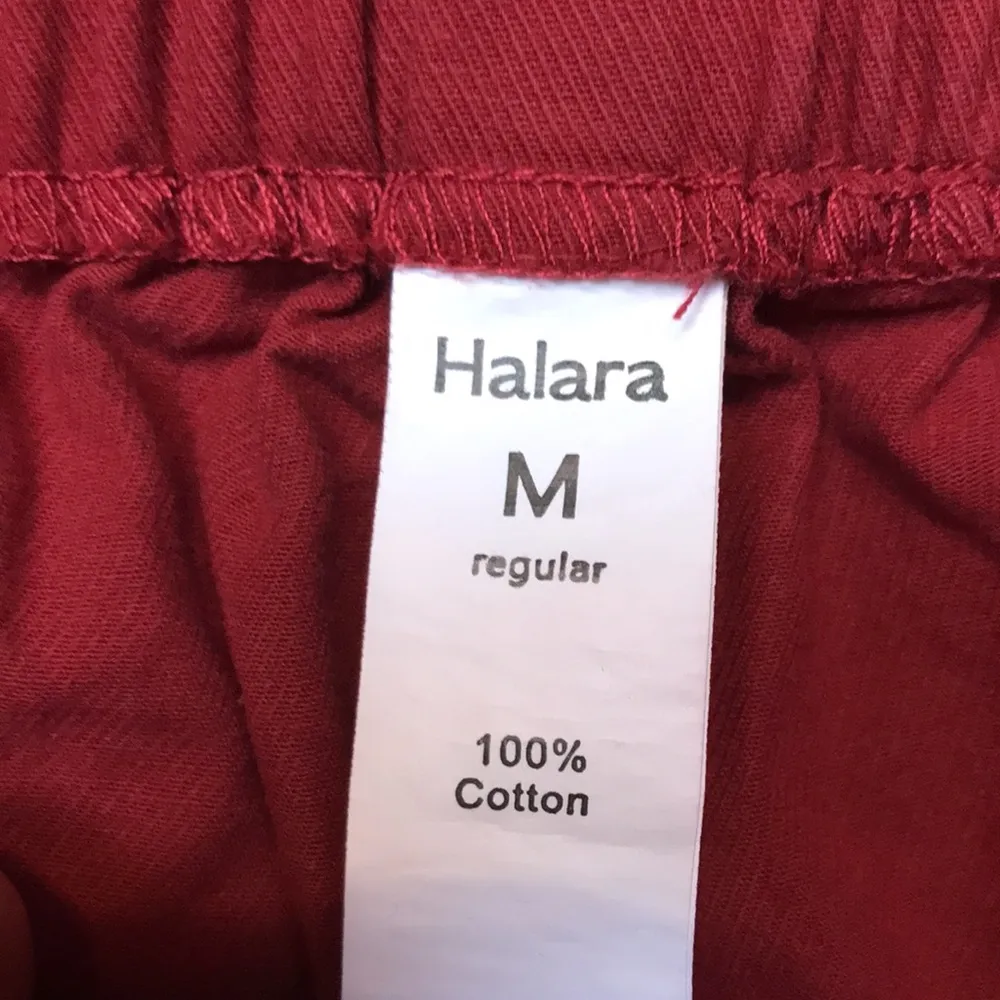 Halara
M
regular
100%
Cotton